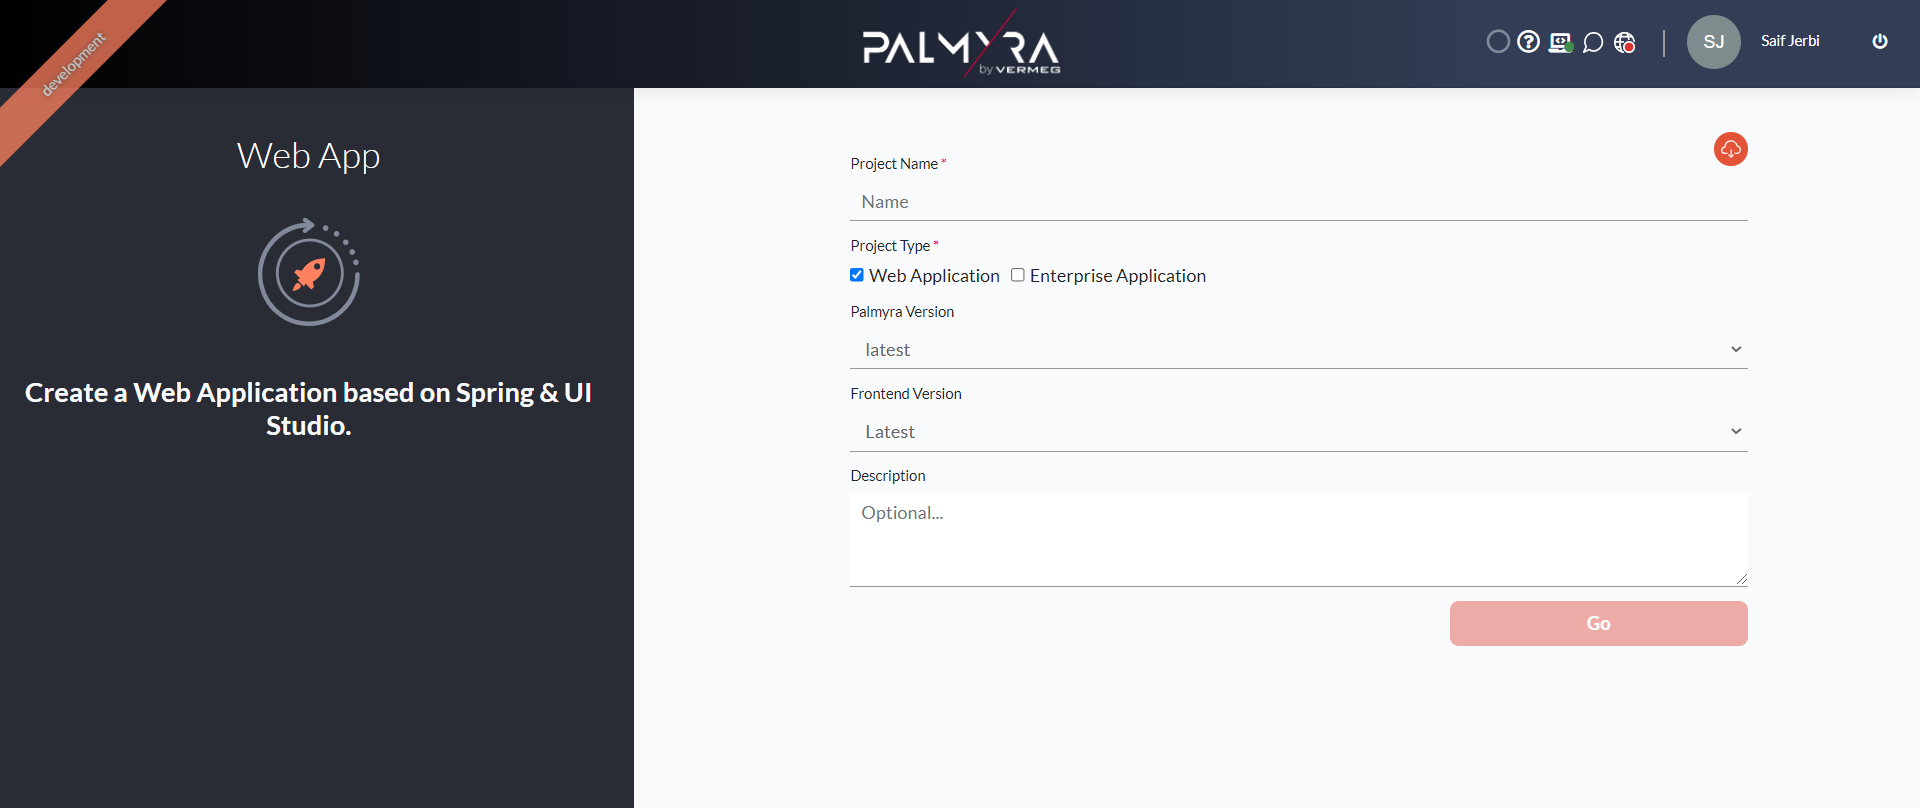 development
PALMYRA
by VERMEG
SJ
Saif Jerbi
Web App
Create a Web Application based on Spring & UI
Studio.
Project Name *
Name
Project Type *
Web Application Enterprise Application
Palmyra Version
latest
Frontend Version
Latest
Description
Optional...
Go